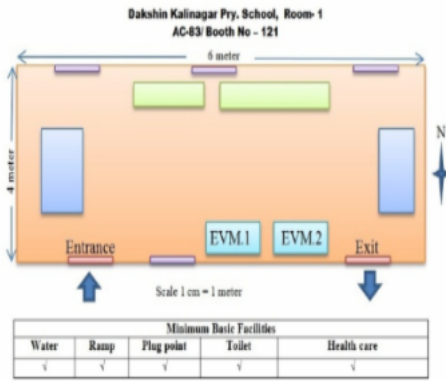 Dakshin Kalinagar Pry. School, Room- 1
AC-83/ Booth No – 121
6 meter
4 meter
N
EVM.1 EVM.2
Entrance Exit
Scale 1 cm = 1 meter
Minimum Basic Facilities
Water Ramp Plug point Toilet Health care
√ √ √ √ √